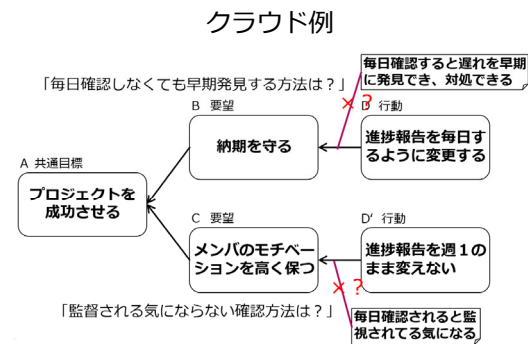 クラウド例
毎日確認すると遅れを早期
に発見でき、対処できる
「毎日確認しなくても早期発見する方法は？」
×？
B 要望
D 行動
納期を守る
進捗報告を毎日す
るように変更する
A 共通目標
プロジェクトを
成功させる
C 要望
D' 行動
メンバのモチベー
ションを高く保つ
進捗報告を週１の
まま変えない
×？
「監督される気にならない確認方法は？」
毎日確認されると監
視されてる気になる